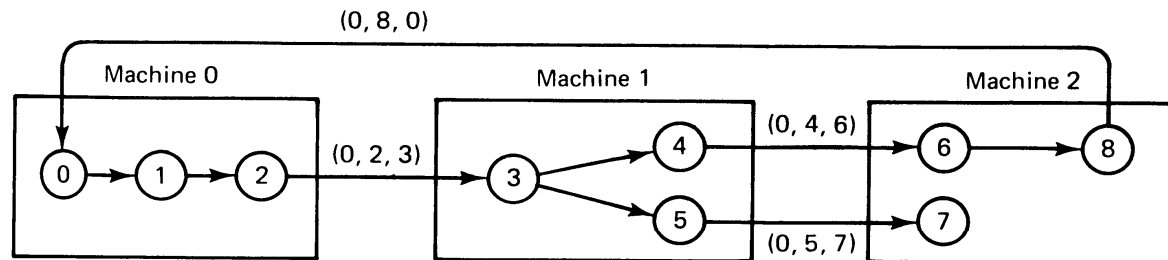 (0, 8, 0)
Machine 0
Machine 1
Machine 2
(0, 2, 3)
(0, 4, 6)
0
1
2
3
4
5
6
7
8
(0, 5, 7)